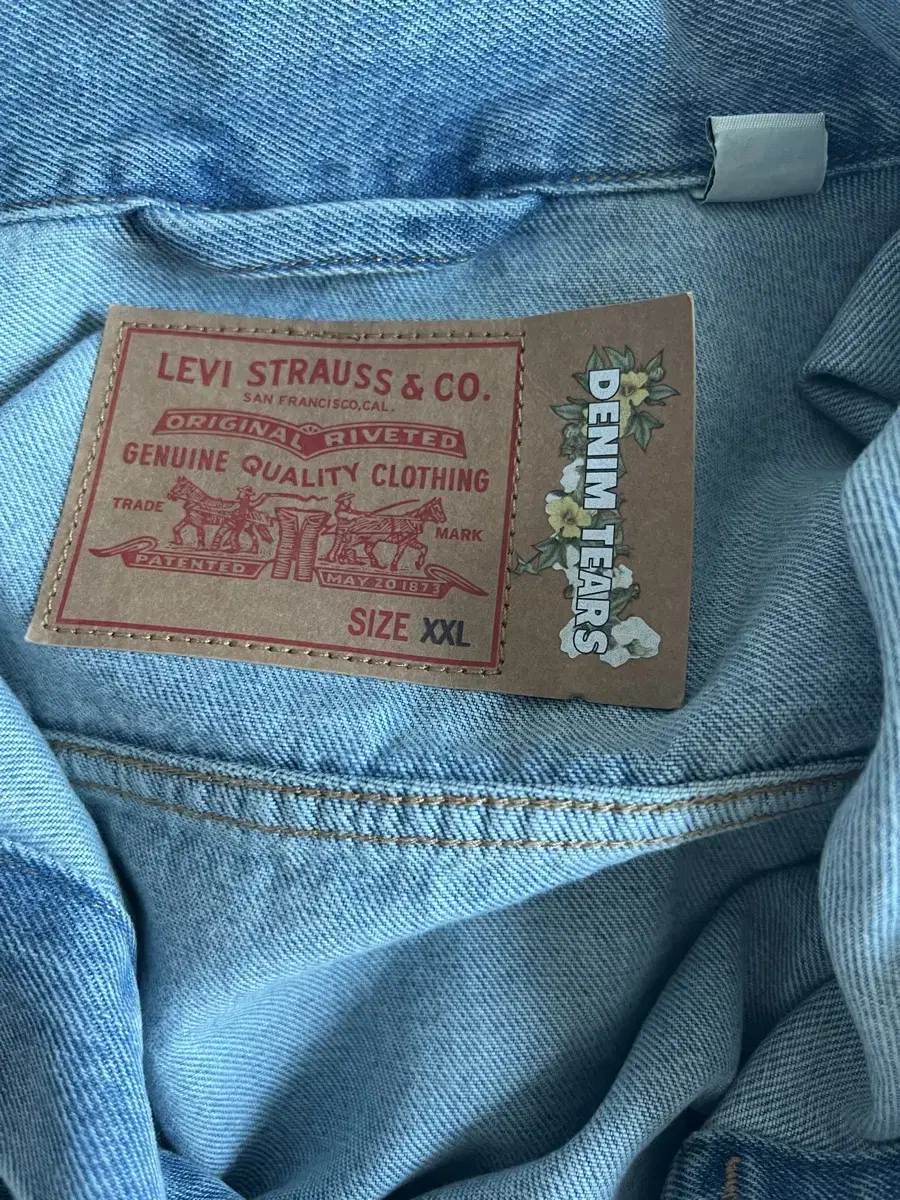 LEVI STRAUSS & CO.
SAN FRANCISCO, CAL.
ORIGINAL RIVETED
GENUINE QUALITY CLOTHING
TRADE MARK
PATENTED MAY 20 1873
SIZE XXL
DENIM TEARS